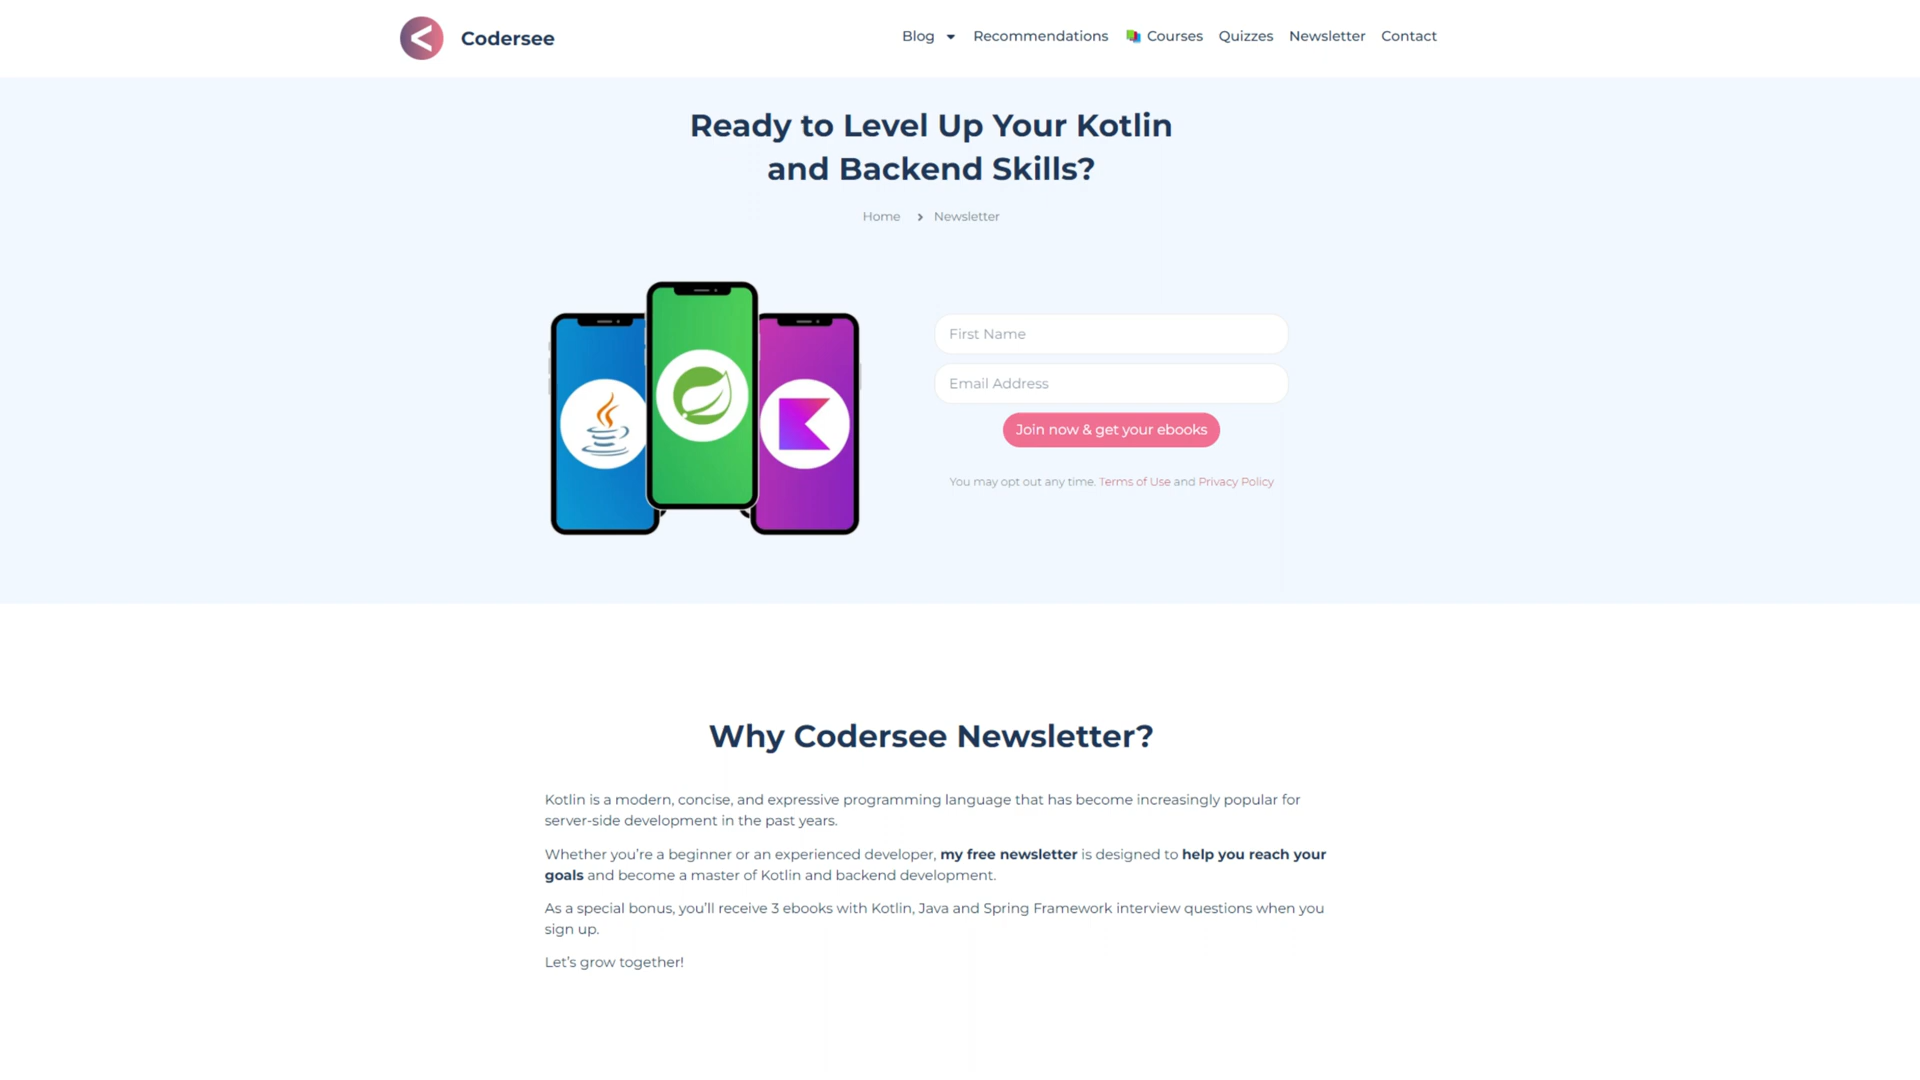 Codersee
Blog
Recommendations
Courses
Quizzes
Newsletter
Contact
Ready to Level Up Your Kotlin
and Backend Skills?
Home
Newsletter
First Name
Email Address
Join now & get your ebooks
You may opt out any time. Terms of Use and Privacy Policy
Why Codersee Newsletter?
Kotlin is a modern, concise, and expressive programming language that has become increasingly popular for
server-side development in the past years.
Whether you’re a beginner or an experienced developer, my free newsletter is designed to help you reach your
goals and become a master of Kotlin and backend development.
As a special bonus, you’ll receive 3 ebooks with Kotlin, Java and Spring Framework interview questions when you
sign up.
Let’s grow together!